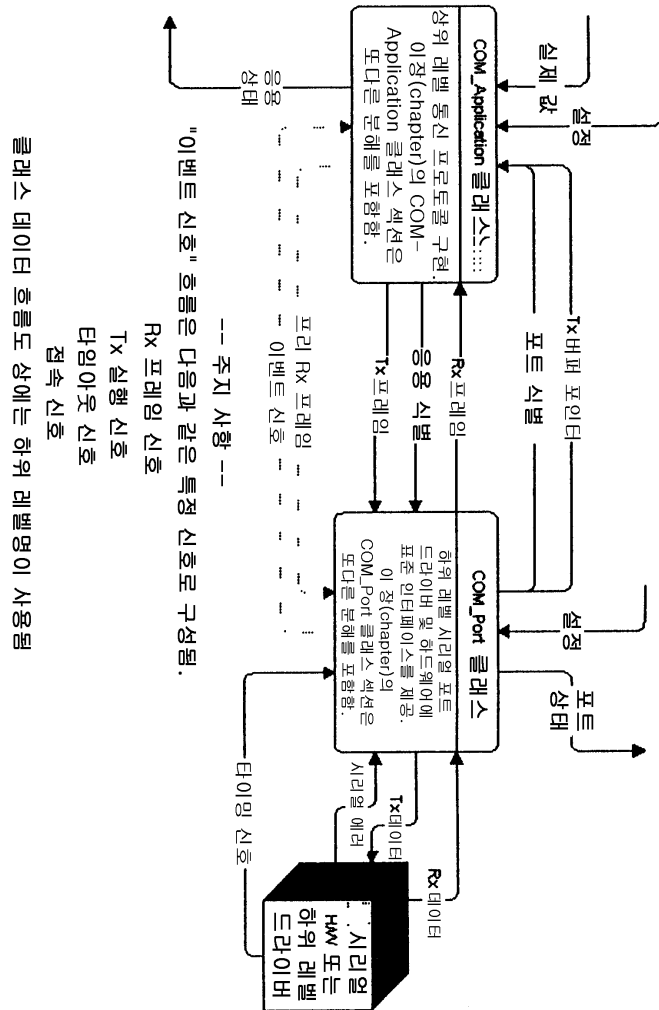 실제 값
설정
COM_Application 클래스
상위 레벨 통신 프로토콜 구현.
이장(chapter)의 COM-
Application 클래스 섹션은
또다른 분해를 포함함.
응용
상태
Tx버퍼 포인터
포트 식별
Rx프레임
응용 식별
Tx프레임
프리 Rx 프레임
이벤트 신호
설정
포트
상태
COM_Port 클래스
하위 레벨 시리얼 포트
드라이버 및 하드웨어에
표준 인터페이스를 제공.
이 장(chapter)의
COM_Port 클래스 섹션은
또다른 분해를 포함함.
Rx데이터
Tx데이터
시리얼 에러
타이밍 신호
시리얼
H/W 또는
하위 레벨
드라이버
-- 주지 사항 --
"이벤트 신호" 흐름은 다음과 같은 특정 신호로 구성됨.
Rx 프레임 신호
Tx 실행 신호
타임아웃 신호
접속 신호
클래스 데이터 흐름도 상에는 하위 레벨명이 사용됨